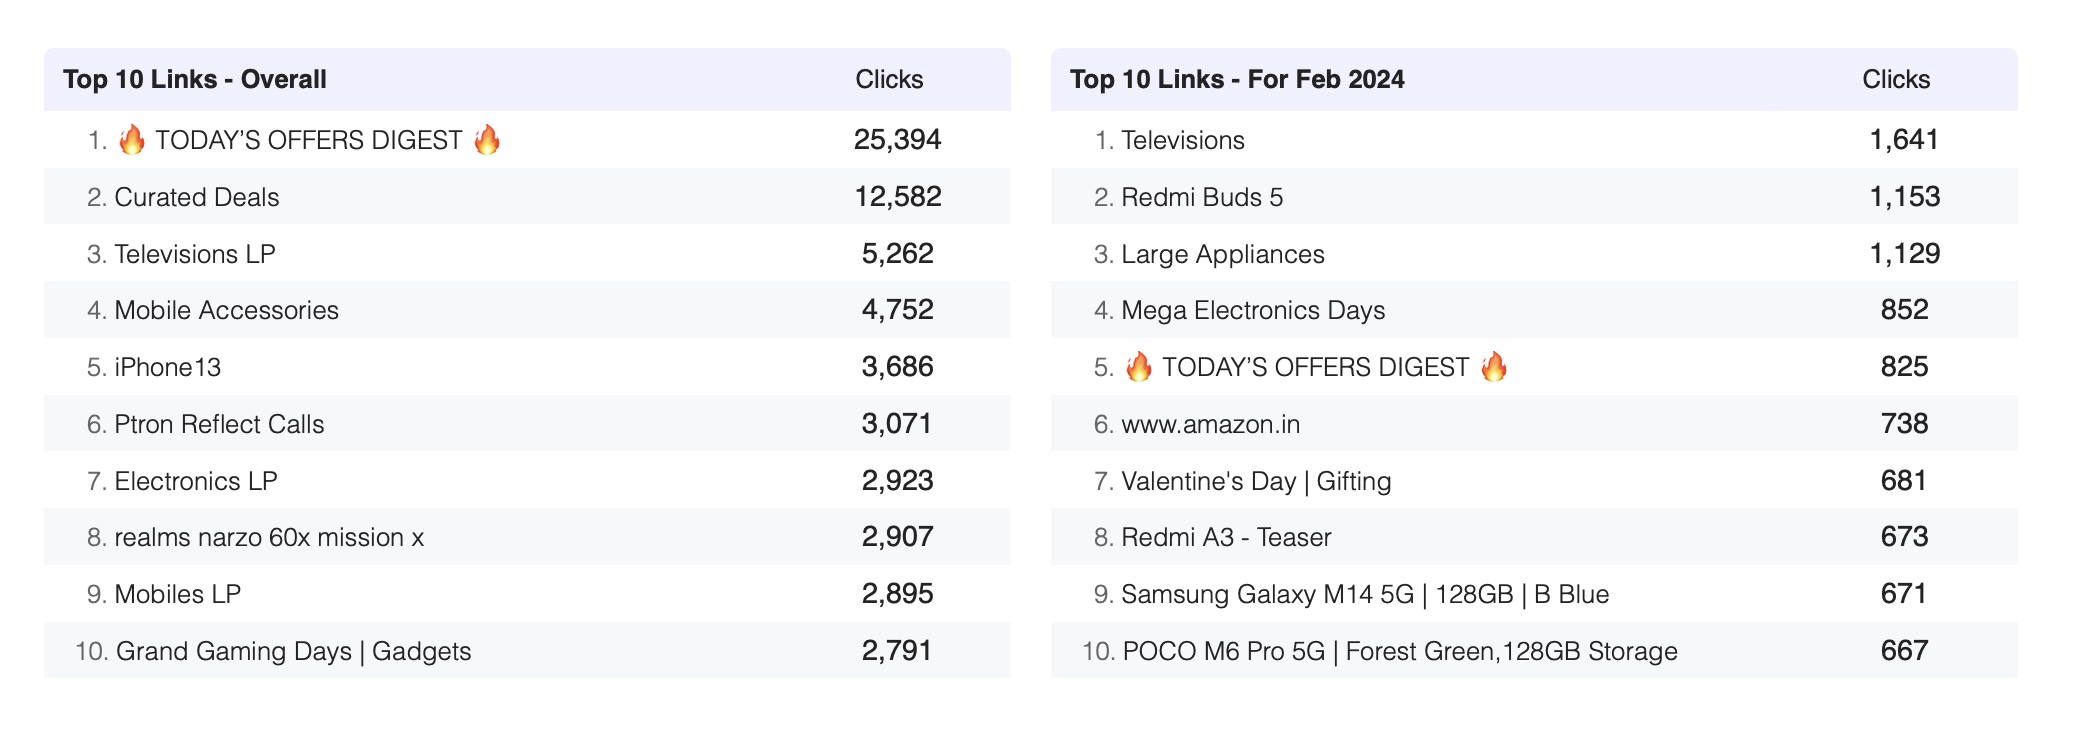 Top 10 Links - Overall Clicks
1. 🔥 TODAY’S OFFERS DIGEST 🔥 25,394
2. Curated Deals 12,582
3. Televisions LP 5,262
4. Mobile Accessories 4,752
5. iPhone13 3,686
6. Ptron Reflect Calls 3,071
7. Electronics LP 2,923
8. realms narzo 60x mission x 2,907
9. Mobiles LP 2,895
10. Grand Gaming Days | Gadgets 2,791
Top 10 Links - For Feb 2024 Clicks
1. Televisions 1,641
2. Redmi Buds 5 1,153
3. Large Appliances 1,129
4. Mega Electronics Days 852
5. 🔥 TODAY’S OFFERS DIGEST 🔥 825
6. www.amazon.in 738
7. Valentine's Day | Gifting 681
8. Redmi A3 - Teaser 673
9. Samsung Galaxy M14 5G | 128GB | B Blue 671
10. POCO M6 Pro 5G | Forest Green,128GB Storage 667